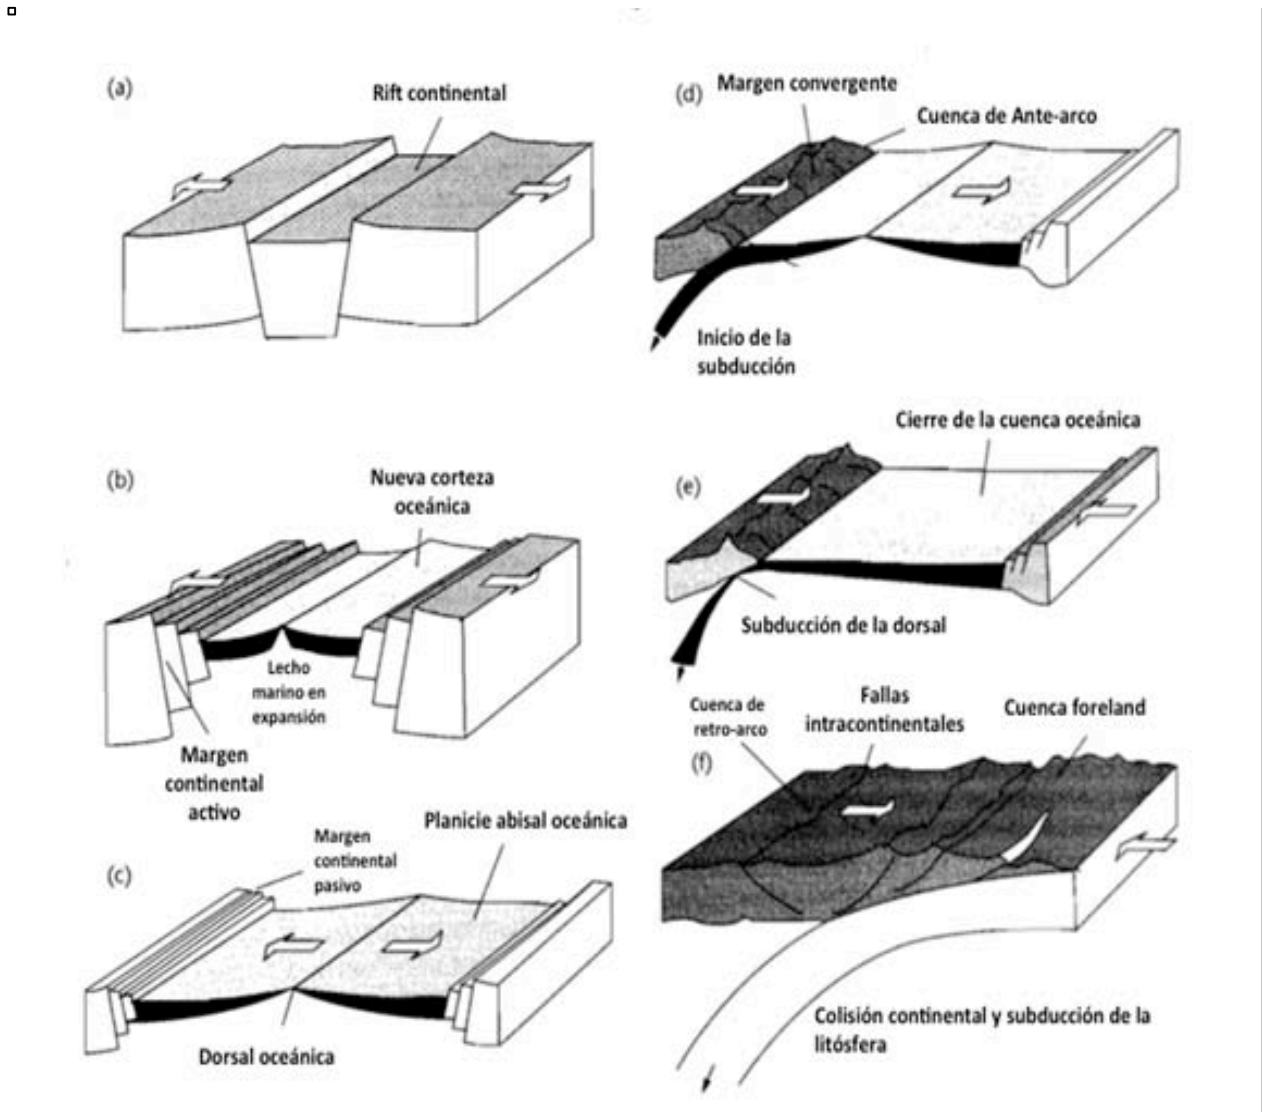 (a)
Rift continental
(b)
Nueva corteza
oceánica
Lecho
marino en
expansión
Margen
continental
activo
(c)
Margen
continental
pasivo
Planicie abisal oceánica
Dorsal oceánica
(d)
Margen convergente
Cuenca de Ante-arco
Inicio de la
subducción
(e)
Cierre de la cuenca oceánica
Subducción de la dorsal
(f)
Cuenca de
retro-arco
Fallas
intracontinentales
Cuenca foreland
Colisión continental y subducción de la
litósfera